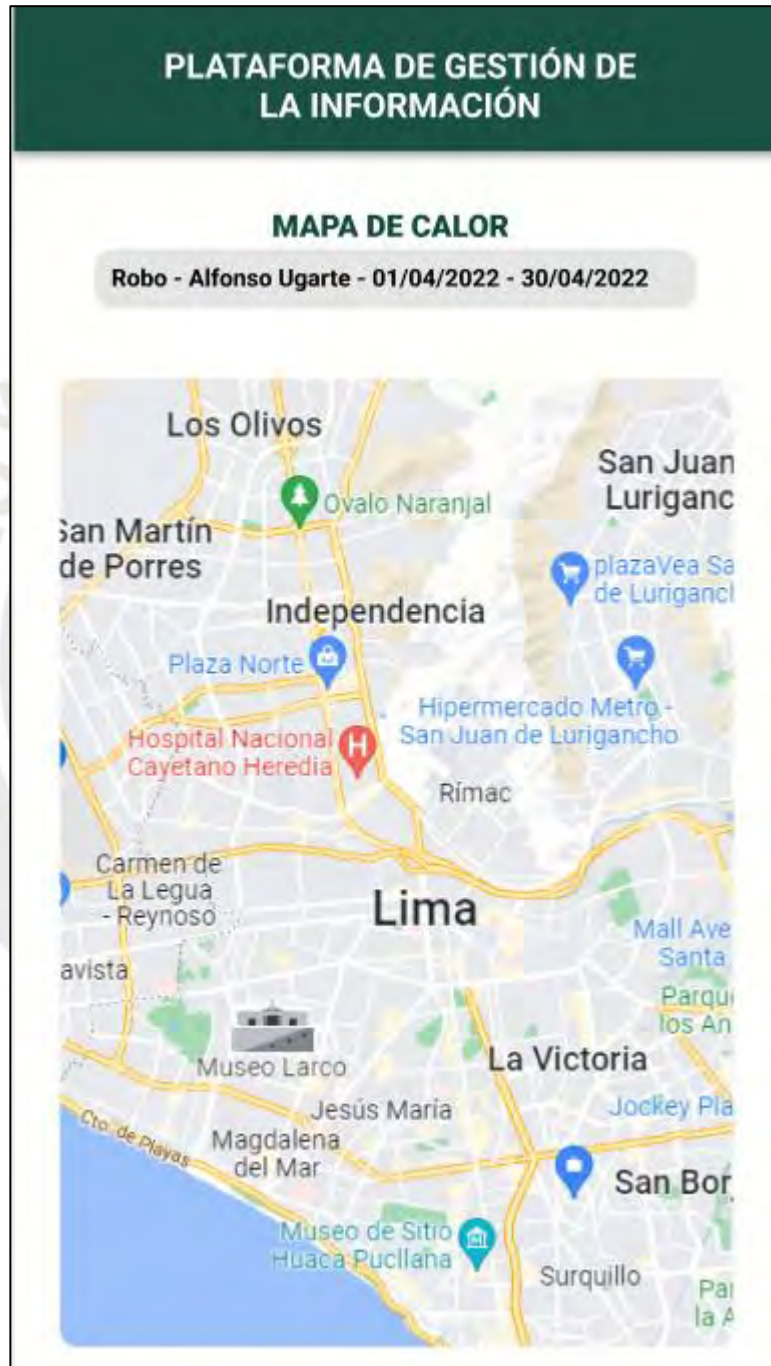 PLATAFORMA DE GESTIÓN DE
LA INFORMACIÓN
MAPA DE CALOR
Robo - Alfonso Ugarte - 01/04/2022 - 30/04/2022
Los Olivos
San Juan
Luriganc
Ovalo Naranjal
San Martín
de Porres
plazaVea Sa
de Lurigancl
Independencia
Plaza Norte
Hipermercado Metro -
San Juan de Lurigancho
Hospital Nacional
Cayetano Heredia
H
Rímac
Carmen de
La Legua
- Reynoso
Lima
Mall Ave
Santa
avista
Parqu
los An
Museo Larco
La Victoria
Jesús María
Jockey Pla
Cto. de Playas
Magdalena
del Mar
San Bor
Museo de Sitio
Huaca Pucllana
Surquillo
Pa
la A